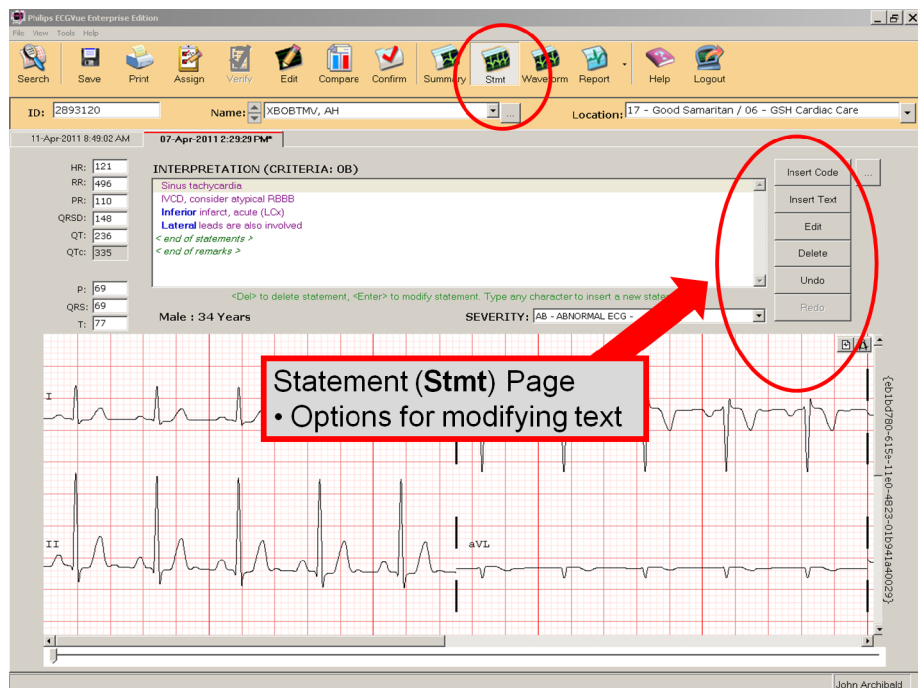 Philips ECGVue Enterprise Edition
File View Tools Help
Search Save Print Assign Verify Edit Compare Confirm Summary Stmt Waveform Report Help Logout
ID: 2893120 Name: XBOBTMV, AH ... Location: 17 - Good Samaritan / 06 - GSH Cardiac Care
11-Apr-2011 8:49:02 AM 07-Apr-2011 2:29:29 PM*
HR: 121
RR: 496
PR: 110
QRSD: 148
QT: 236
QTc: 335
P: 69
QRS: 69
T: 77
INTERPRETATION (CRITERIA: 0B)
Sinus tachycardia
IVCD, consider atypical RBBB
Inferior infarct, acute (LCx)
Lateral leads are also involved
< end of statements >
< end of remarks >
<Del> to delete statement, <Enter> to modify statement. Type any character to insert a new
Male : 34 Years SEVERITY: AB - ABNORMAL ECG -
Insert Code ...
Insert Text
Edit
Delete
Undo
Redo
Statement (Stmt) Page
• Options for modifying text
I
II aVL
{eb1bd780-615e-11e0-4823-01b941a40029}
John Archibald